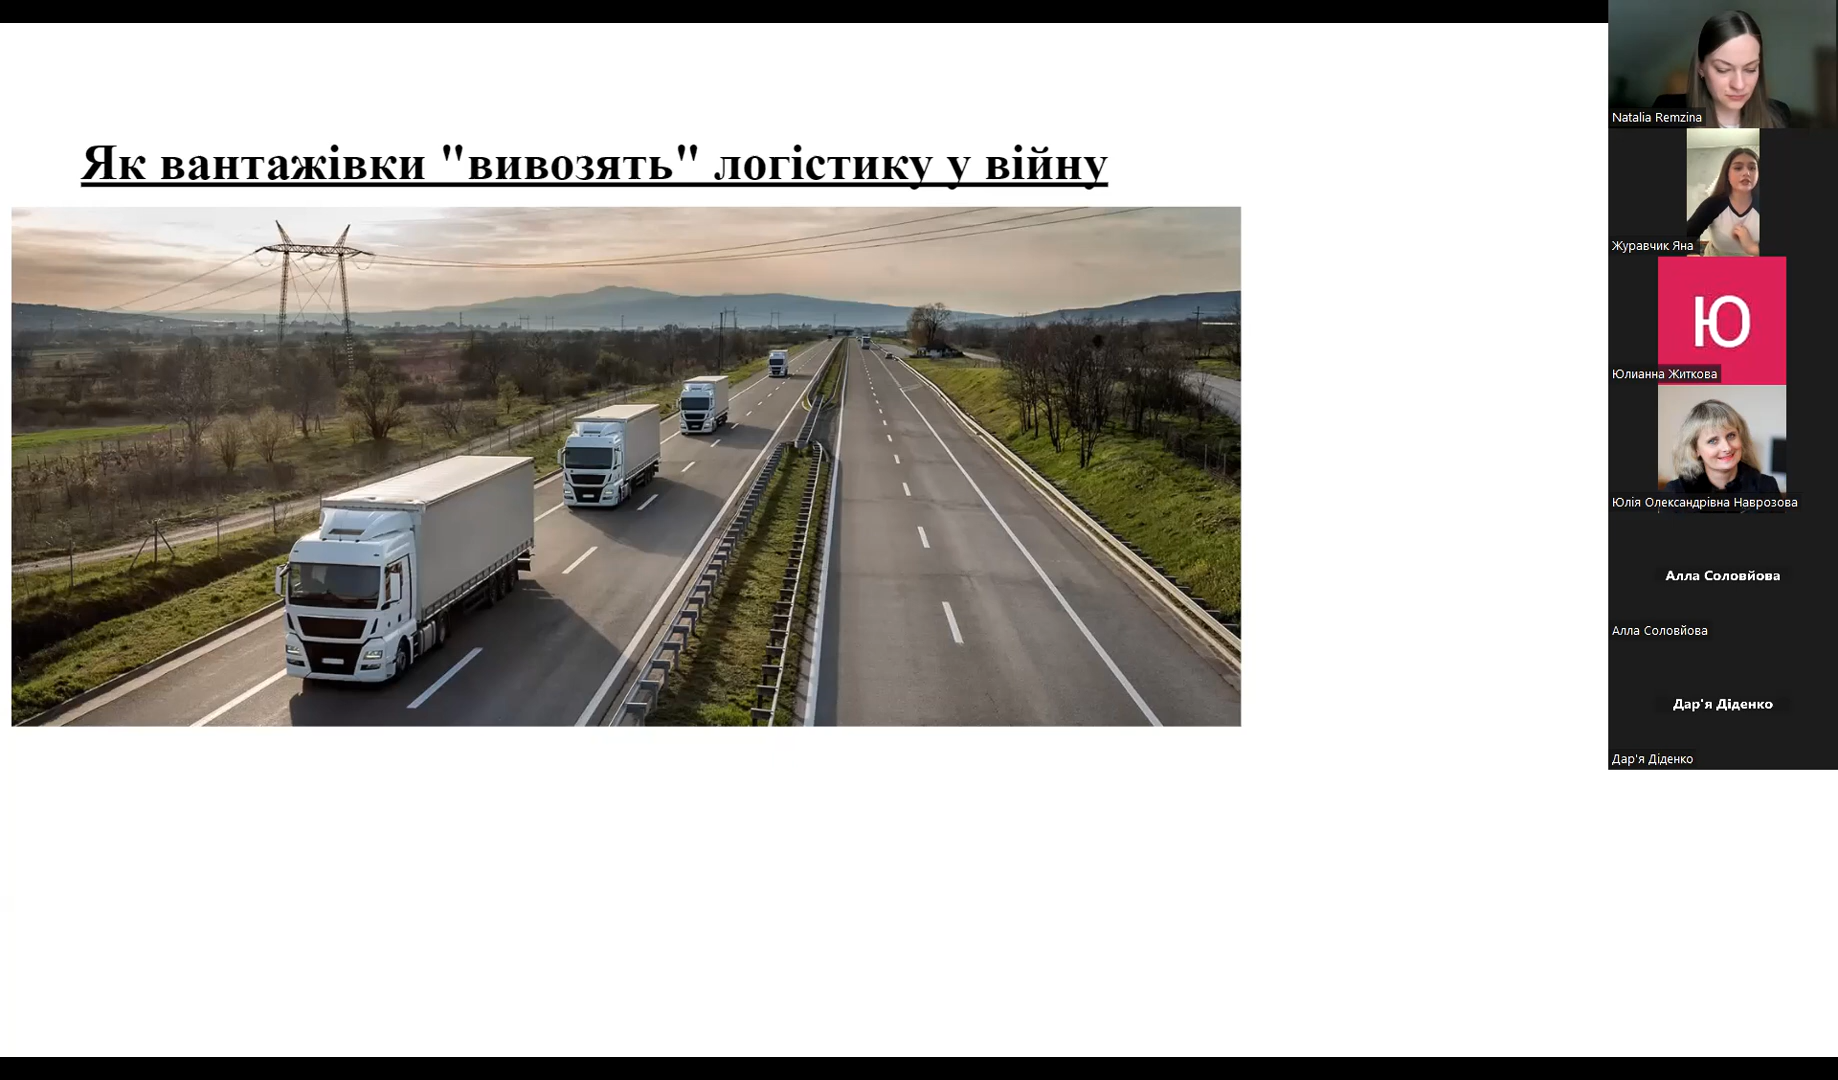 Як вантажівки "вивозять" логістику у війну
Natalia Remzina
Журавчик Яна
Ю
Юлианна Житкова
Юлія Олександрівна Наврозова
Алла Соловйова
Алла Соловйова
Дар'я Діденко
Дар'я Діденко